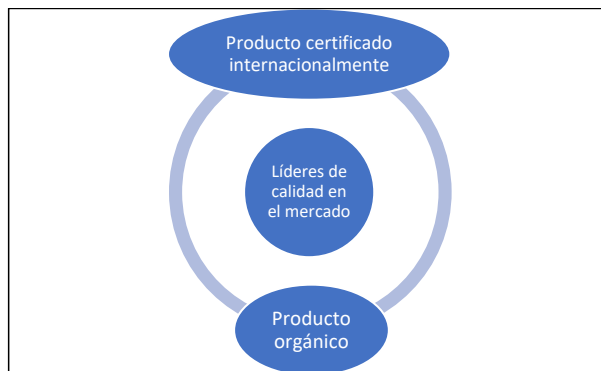 Producto certificado
internacionalmente
Líderes de
calidad en
el mercado
Producto
orgánico